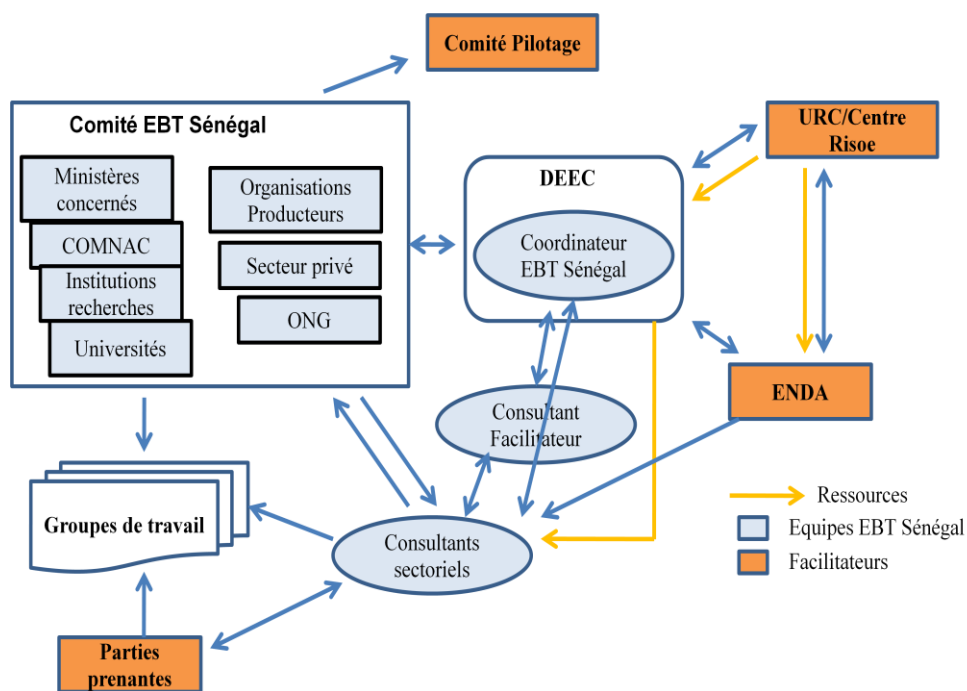 Comité Pilotage
Comité EBT Sénégal
Ministères
concernés
COMNAC
Institutions
recherches
Universités
Organisations
Producteurs
Secteur privé
ONG
DEEC
Coordinateur
EBT Sénégal
URC/Centre
Risoe
ENDA
Consultant
Facilitateur
Consultants
sectoriels
Groupes de travail
Parties
prenantes
Ressources
Equipes EBT Sénégal
Facilitateurs